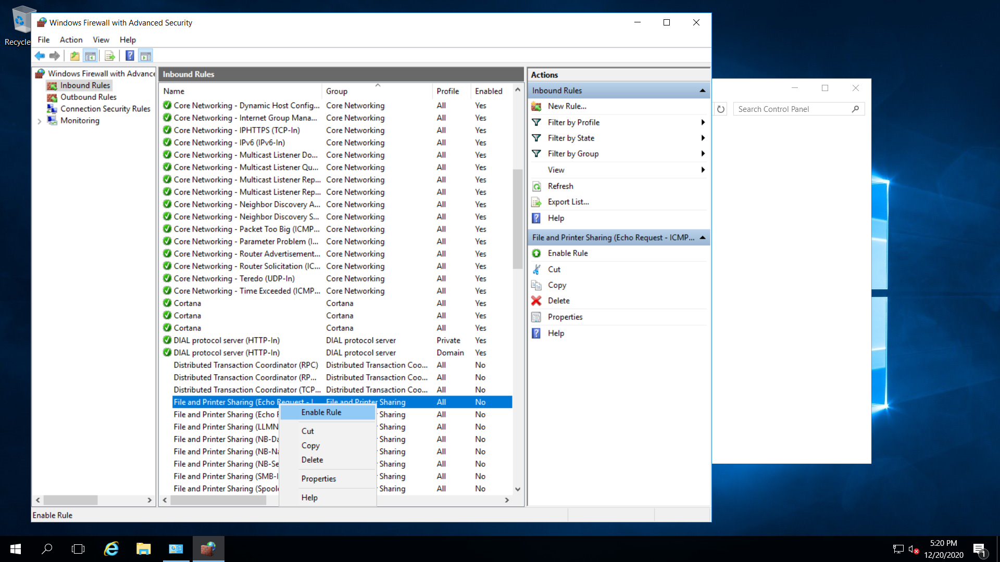 Recycle
Windows Firewall with Advanced Security
File Action View Help
Windows Firewall with Advance
Inbound Rules
Outbound Rules
Connection Security Rules
Monitoring
Inbound Rules
Name Group Profile Enabled
Core Networking - Dynamic Host Config... Core Networking All Yes
Core Networking - Internet Group Mana... Core Networking All Yes
Core Networking - IPHTTPS (TCP-In) Core Networking All Yes
Core Networking - IPv6 (IPv6-In) Core Networking All Yes
Core Networking - Multicast Listener Do... Core Networking All Yes
Core Networking - Multicast Listener Qu... Core Networking All Yes
Core Networking - Multicast Listener Rep... Core Networking All Yes
Core Networking - Multicast Listener Rep... Core Networking All Yes
Core Networking - Neighbor Discovery A... Core Networking All Yes
Core Networking - Neighbor Discovery S... Core Networking All Yes
Core Networking - Packet Too Big (ICMP... Core Networking All Yes
Core Networking - Parameter Problem (I... Core Networking All Yes
Core Networking - Router Advertisement... Core Networking All Yes
Core Networking - Router Solicitation (IC... Core Networking All Yes
Core Networking - Teredo (UDP-In) Core Networking All Yes
Core Networking - Time Exceeded (ICMP... Core Networking All Yes
Cortana Cortana All Yes
Cortana Cortana All Yes
Cortana Cortana All Yes
DIAL protocol server (HTTP-In) DIAL protocol server Private Yes
DIAL protocol server (HTTP-In) DIAL protocol server Domain Yes
Distributed Transaction Coordinator (RPC) Distributed Transaction Coo... All No
Distributed Transaction Coordinator (RP... Distributed Transaction Coo... All No
Distributed Transaction Coordinator (TCP... Distributed Transaction Coo... All No
File and Printer Sharing (Echo Request - I... File and Printer Sharing All No
File and Printer Sharing (Echo Sharing All No
File and Printer Sharing (LLMN Sharing All No
File and Printer Sharing (NB-Da Sharing All No
File and Printer Sharing (NB-Na Sharing All No
File and Printer Sharing (NB-Se Sharing All No
File and Printer Sharing (SMB-I Sharing All No
File and Printer Sharing (Spool Sharing All No
Enable Rule
Cut
Copy
Delete
Properties
Help
Actions
Inbound Rules
New Rule...
Filter by Profile
Filter by State
Filter by Group
View
Refresh
Export List...
Help
File and Printer Sharing (Echo Request - ICMP...
Enable Rule
Cut
Copy
Delete
Properties
Help
Search Control Panel
Enable Rule
5:20 PM
12/20/2020
1